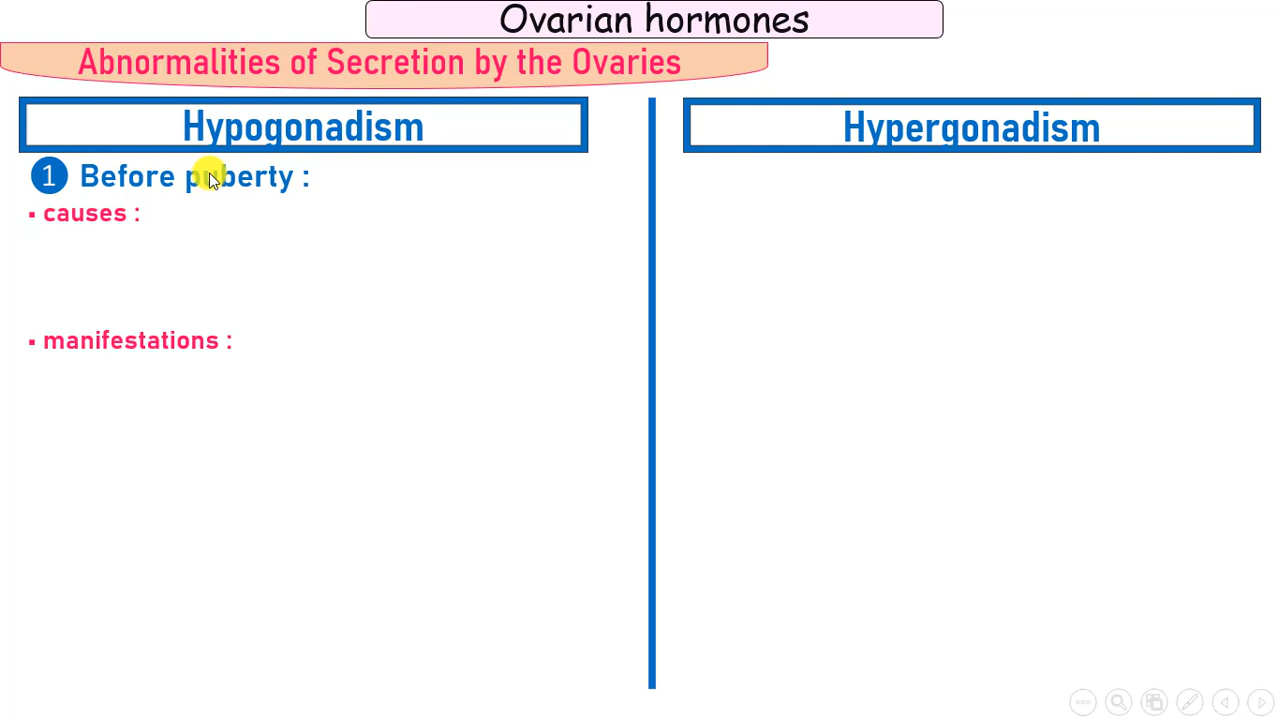 Ovarian hormones
Abnormalities of Secretion by the Ovaries
Hypogonadism
1 Before puberty :
▪ causes :
▪ manifestations :
Hypergonadism